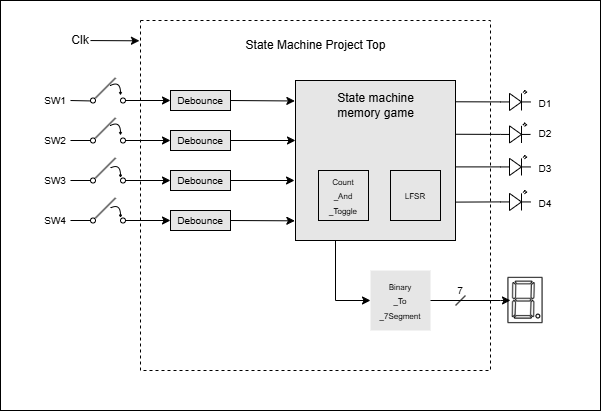 Clk
State Machine Project Top
SW1
Debounce
State machine
memory game
D1
SW2
Debounce
D2
SW3
Debounce
Count
_And
_Toggle
LFSR
D3
SW4
Debounce
D4
Binary
_To
_7Segment
7